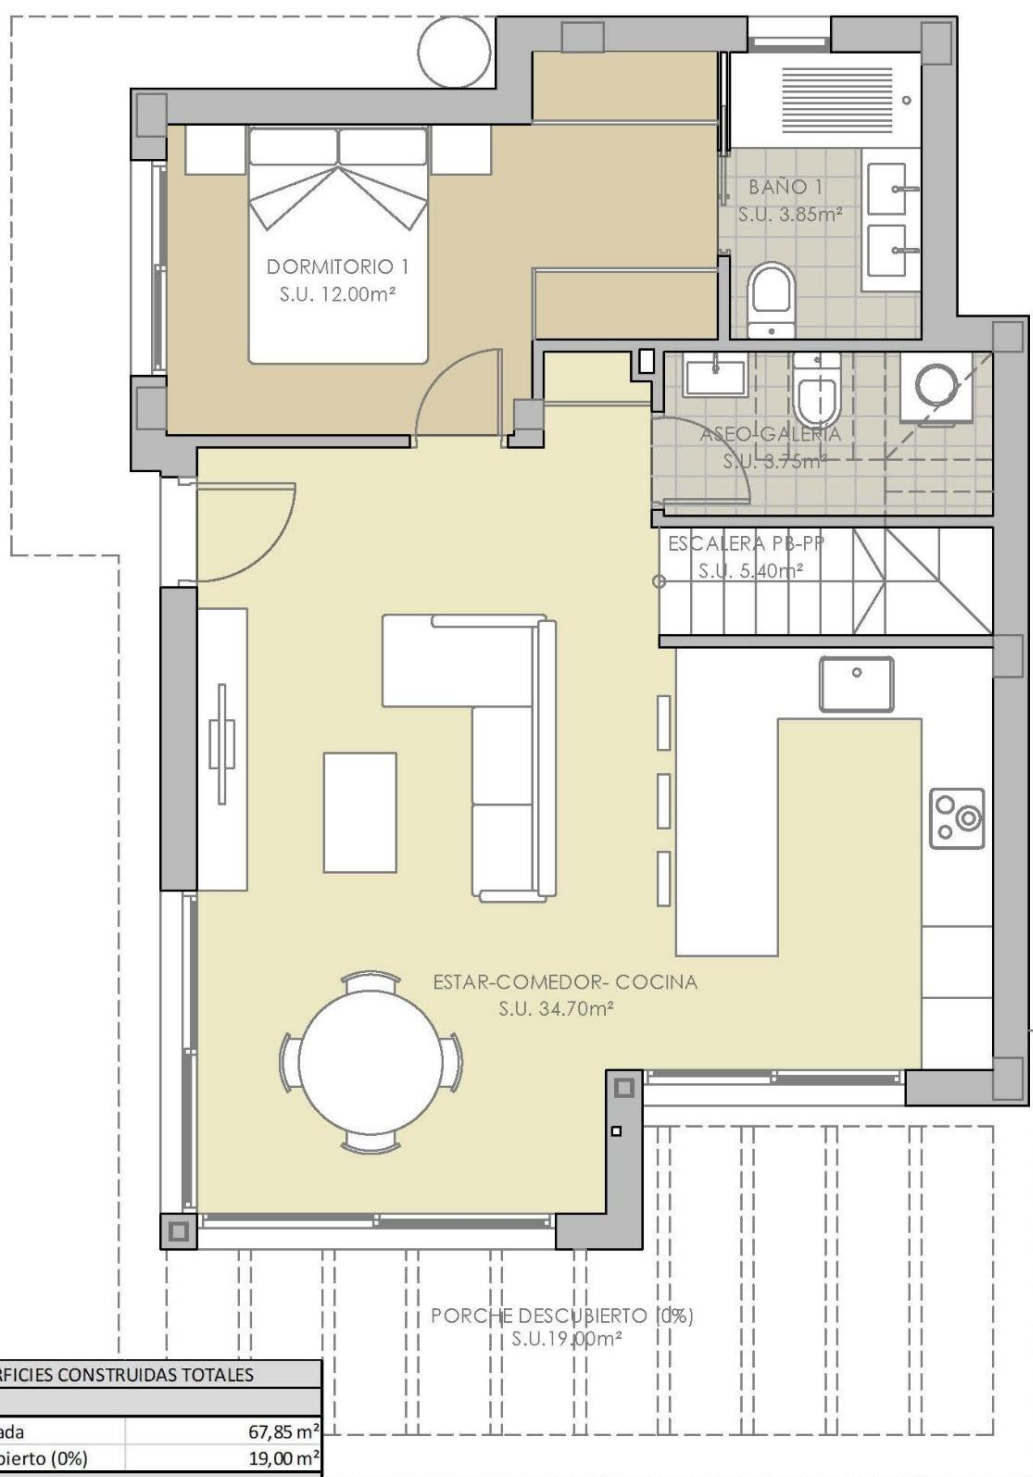 BAÑO 1
S.U. 3.85m²
DORMITORIO 1
S.U. 12.00m²
ASEO-GALERÍA
S.U. 3.75m²
ESCALERA PB-PP
S.U. 5.40m²
ESTAR-COMEDOR- COCINA
S.U. 34.70m²
PORCHE DESCUBIERTO (0%)
S.U.19.00m²
RFICIES CONSTRUIDAS TOTALES
ada 67,85 m²
bierto (0%) 19,00 m²